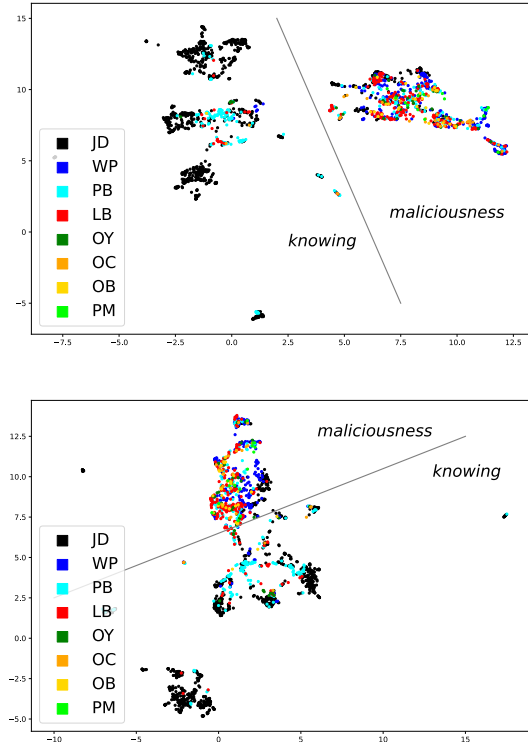 15
10
5
0
−5
JD
WP
PB
LB
OY
OC
OB
PM
maliciousness
knowing
−7.5 −5.0 −2.5 0.0 2.5 5.0 7.5 10.0 12.5
12.5
10.0
7.5
5.0
2.5
0.0
−2.5
−5.0
maliciousness
knowing
JD
WP
PB
LB
OY
OC
OB
PM
−10 −5 0 5 10 15